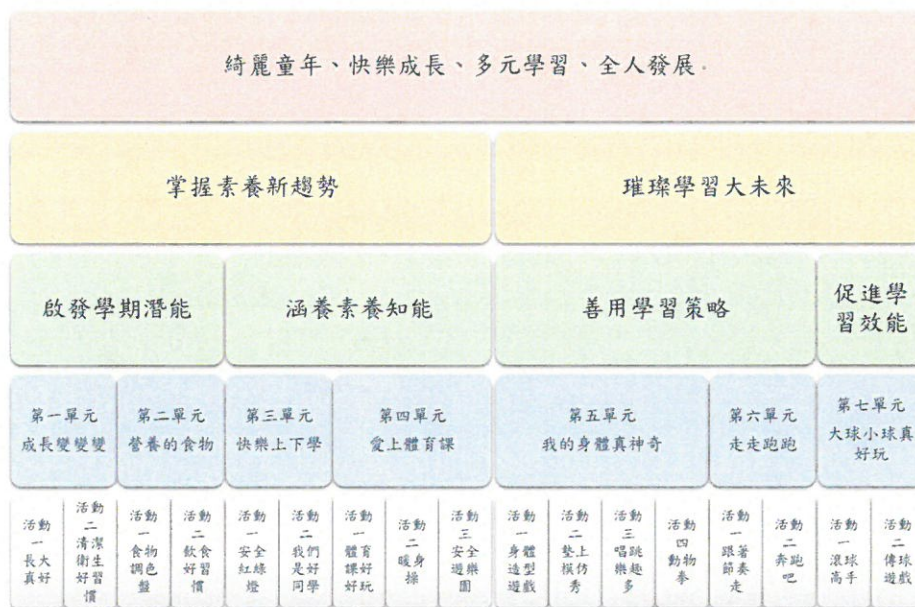 綺麗童年、快樂成長、多元學習、全人發展.
掌握素養新趨勢
璀璨學習大未來
啟發學期潛能
涵養素養知能
善用學習策略
促進學
習效能
第一單元
成長變變變
第二單元
營養的食物
第三單元
快樂上下學
第四單元
愛上體育課
第五單元
我的身體真神奇
第六單元
走走跑跑
第七單元
大球小球真
好玩
活動
一
長大
真好
活動
二
清潔
衛生
好習
慣
活動
一
食物
調色
盤
活動
二
飲食
好習
慣
活動
一
安全
紅綠
燈
活動
二
我們
是好
同學
活動
一
體育
課好
好玩
活動
二
暖身
操
活動
三
安全
遊樂
園
活動
一
身體
造型
遊戲
活動
二
墊上
模仿
秀
活動
三
唱跳
樂趣
多
活動
四
動物
拳
活動
一
跟著
節奏
走
活動
二
奔跑
吧
活動
一
滾球
高手
活動
二
傳球
遊戲